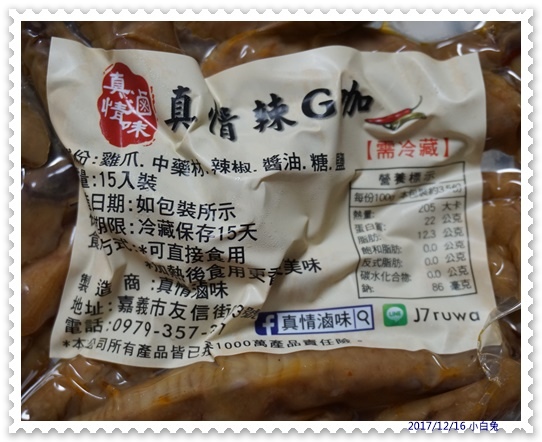 真情滷味
真情辣G加
【需冷藏】
份:雞爪.中藥材.辣椒.醬油.糖.鹽
量:15入裝
日期:如包裝所示
期限:冷藏保存15天
方式:*可直接食用
熱後食用更美味
製造商:真情滷味
地址:嘉義市友信街
電話:0979-357-
*本公司所有產品皆已投
1000萬產品責任險
營養標示
每份100g
熱量: 205 大卡
蛋白質: 22 公克
脂肪: 12.3 公克
飽和脂肪: 0.0 公克
反式脂肪: 0.0 公克
碳水化合物: 0.0 公克
鈉: 86 毫克
真情滷味
LINE
J7ruwa
2017/12/16 小白兔